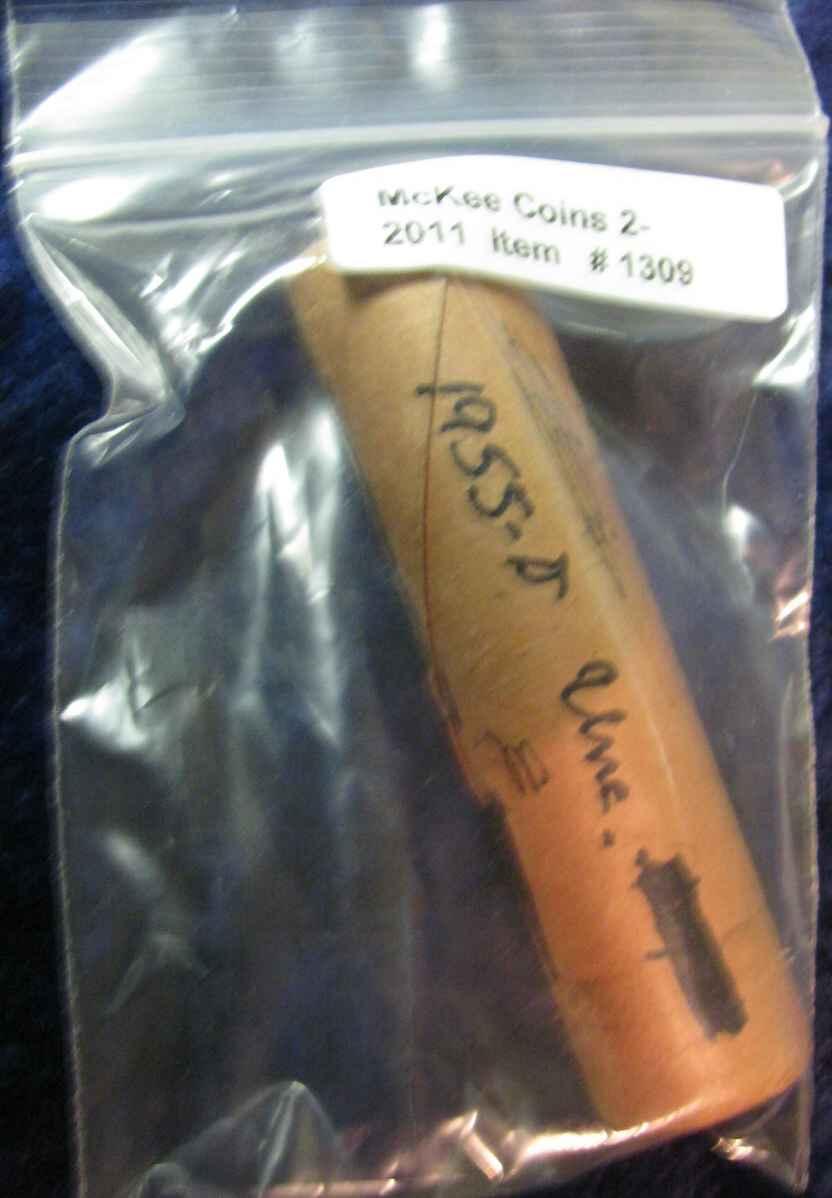 McKee Coins 2-
2011 Item # 1309
1955-D Unc.